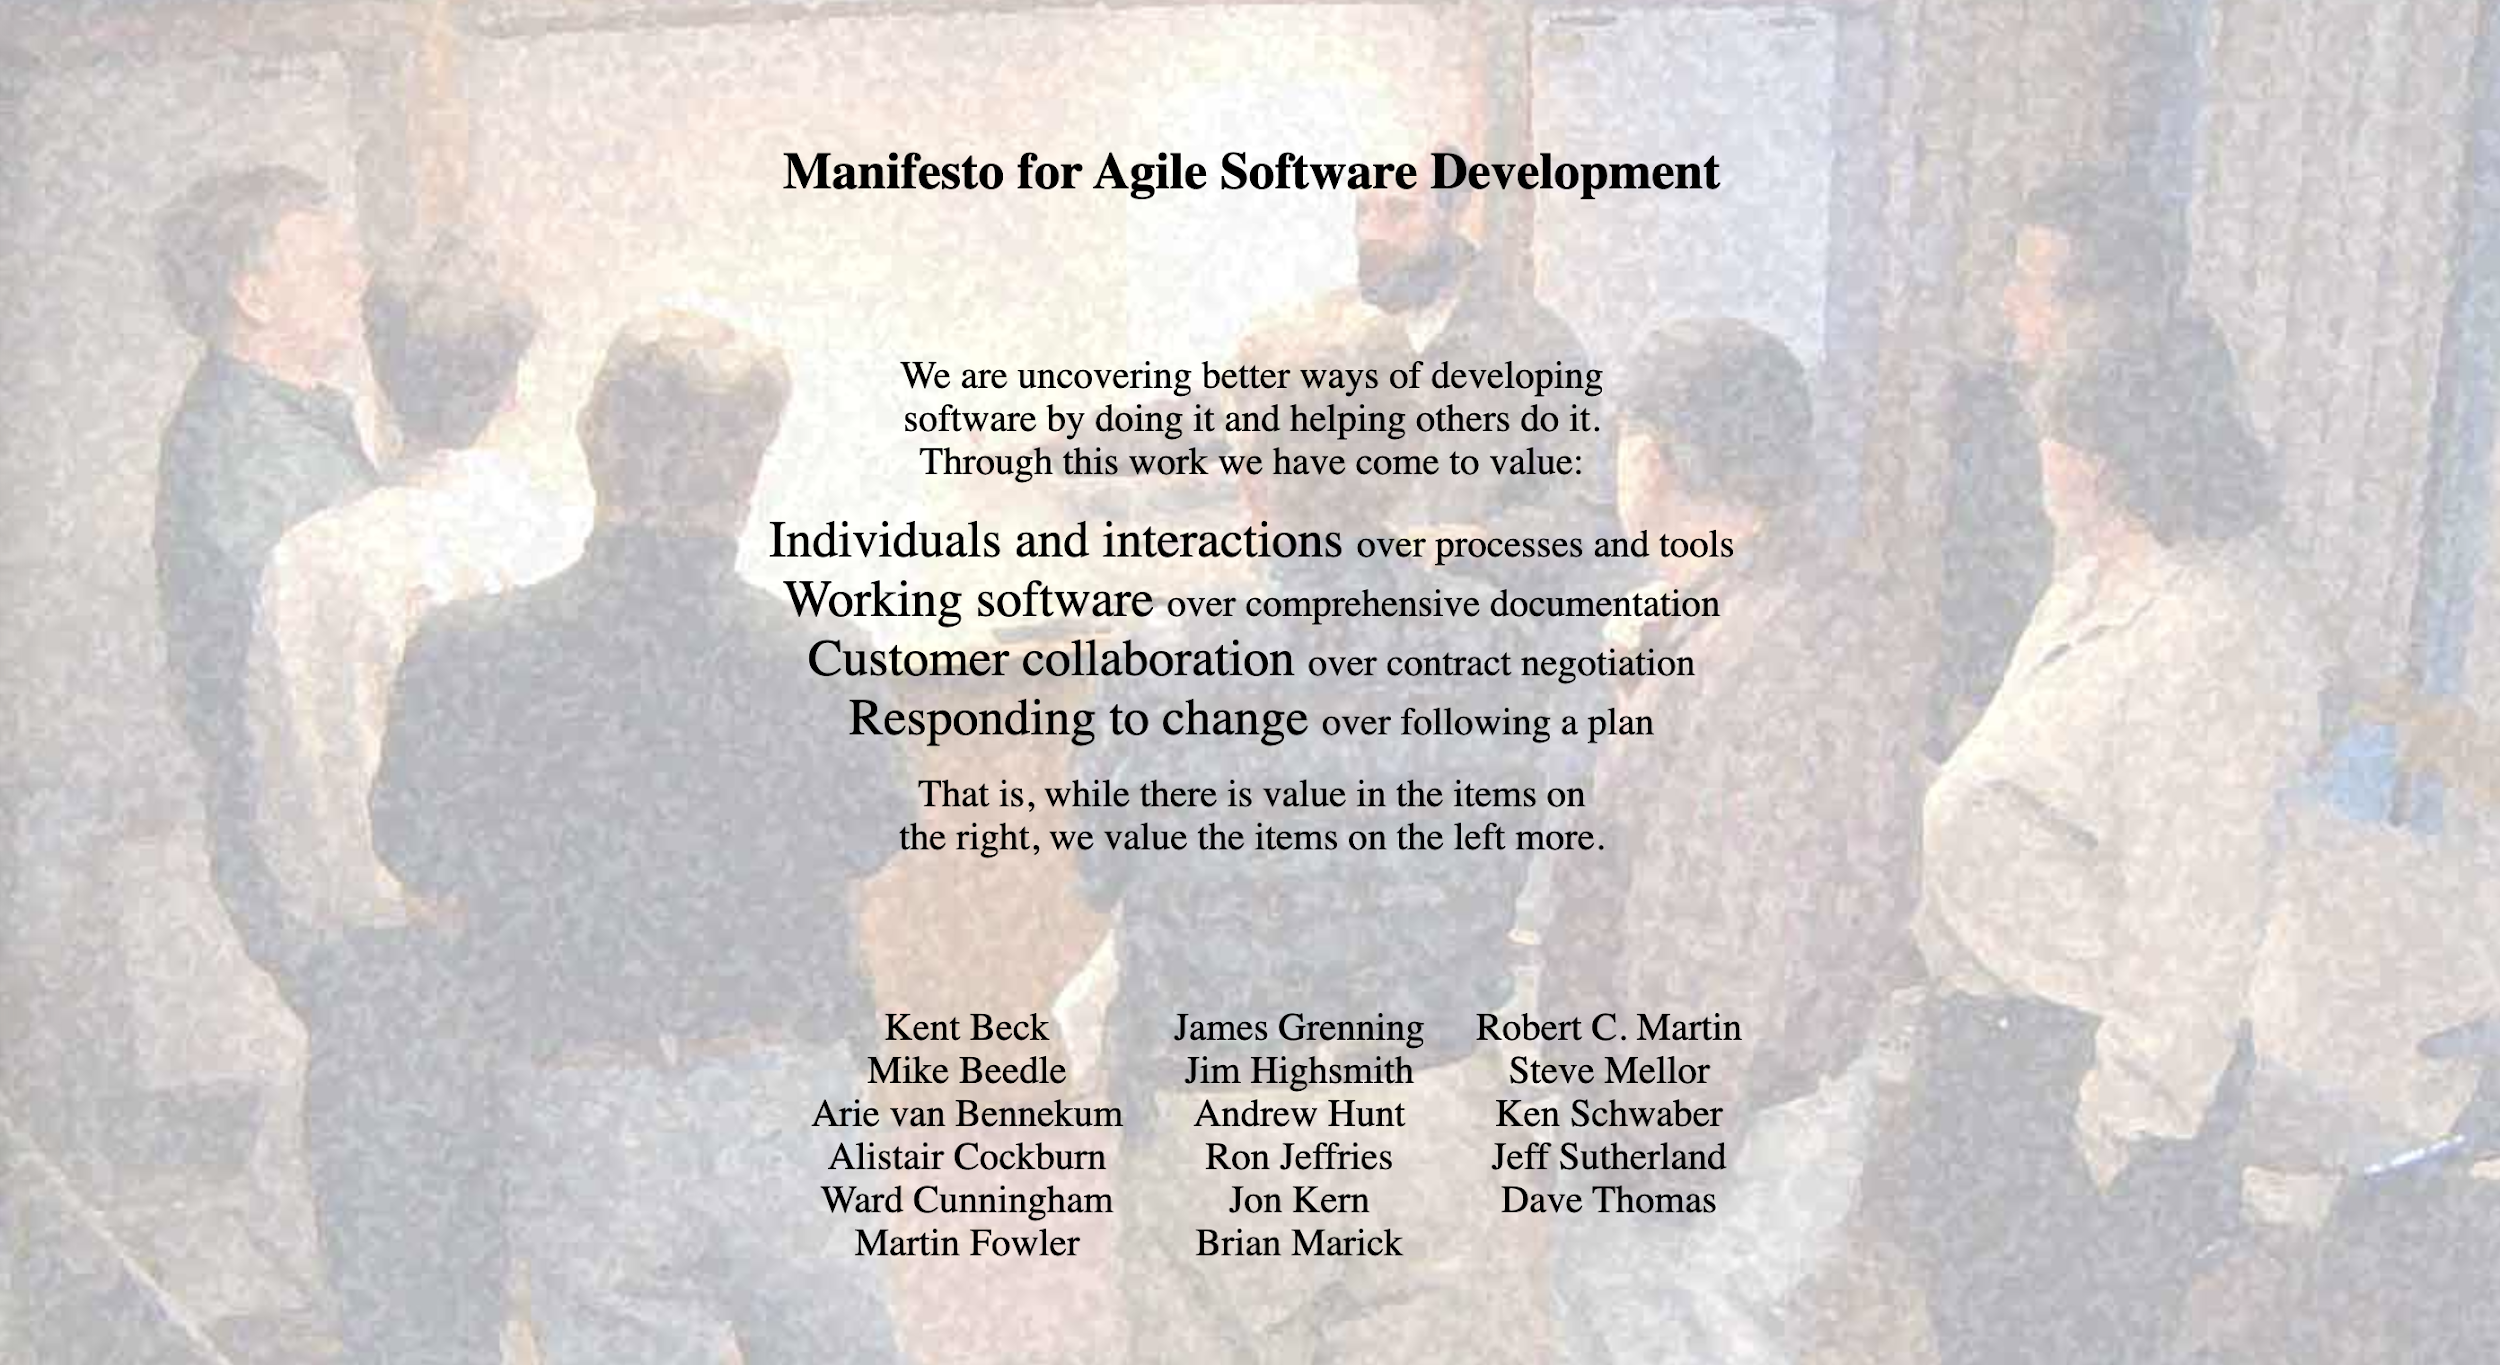 Manifesto for Agile Software Development
We are uncovering better ways of developing
software by doing it and helping others do it.
Through this work we have come to value:
Individuals and interactions over processes and tools
Working software over comprehensive documentation
Customer collaboration over contract negotiation
Responding to change over following a plan
That is, while there is value in the items on
the right, we value the items on the left more.
Kent Beck
Mike Beedle
Arie van Bennekum
Alistair Cockburn
Ward Cunningham
Martin Fowler
James Grenning
Jim Highsmith
Andrew Hunt
Ron Jeffries
Jon Kern
Brian Marick
Robert C. Martin
Steve Mellor
Ken Schwaber
Jeff Sutherland
Dave Thomas